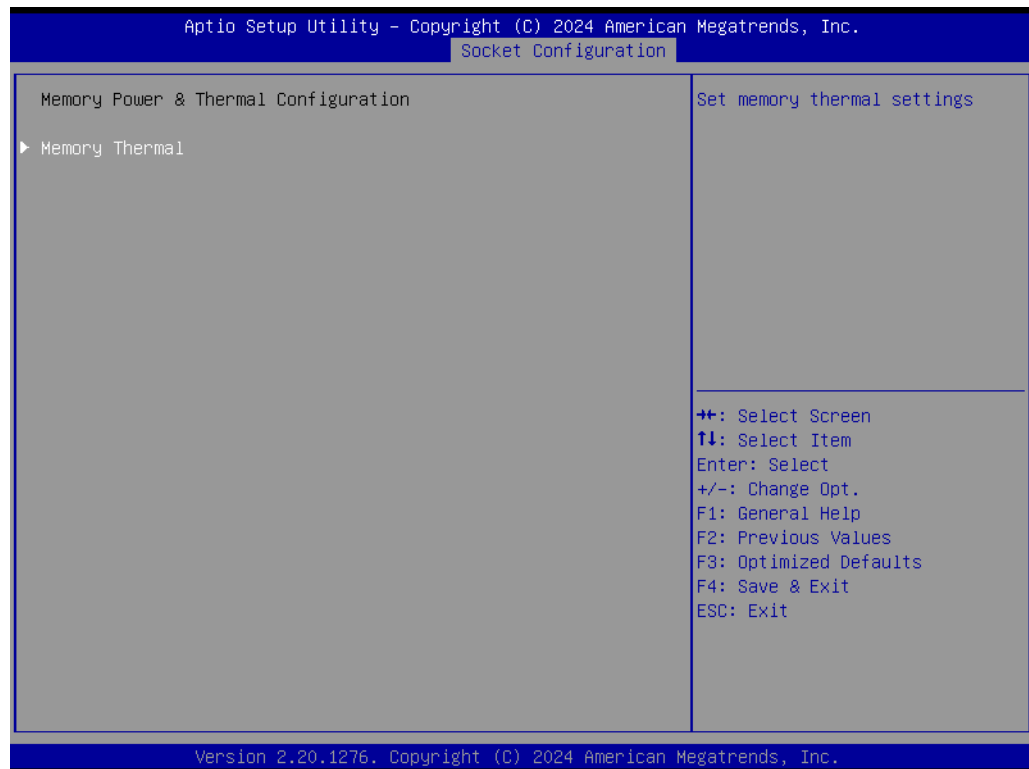 Aptio Setup Utility – Copyright (C) 2024 American Megatrends, Inc.
Socket Configuration
Memory Power & Thermal Configuration
▶ Memory Thermal
Set memory thermal settings
→←: Select Screen
↑↓: Select Item
Enter: Select
+/-: Change Opt.
F1: General Help
F2: Previous Values
F3: Optimized Defaults
F4: Save & Exit
ESC: Exit
Version 2.20.1276. Copyright (C) 2024 American Megatrends, Inc.